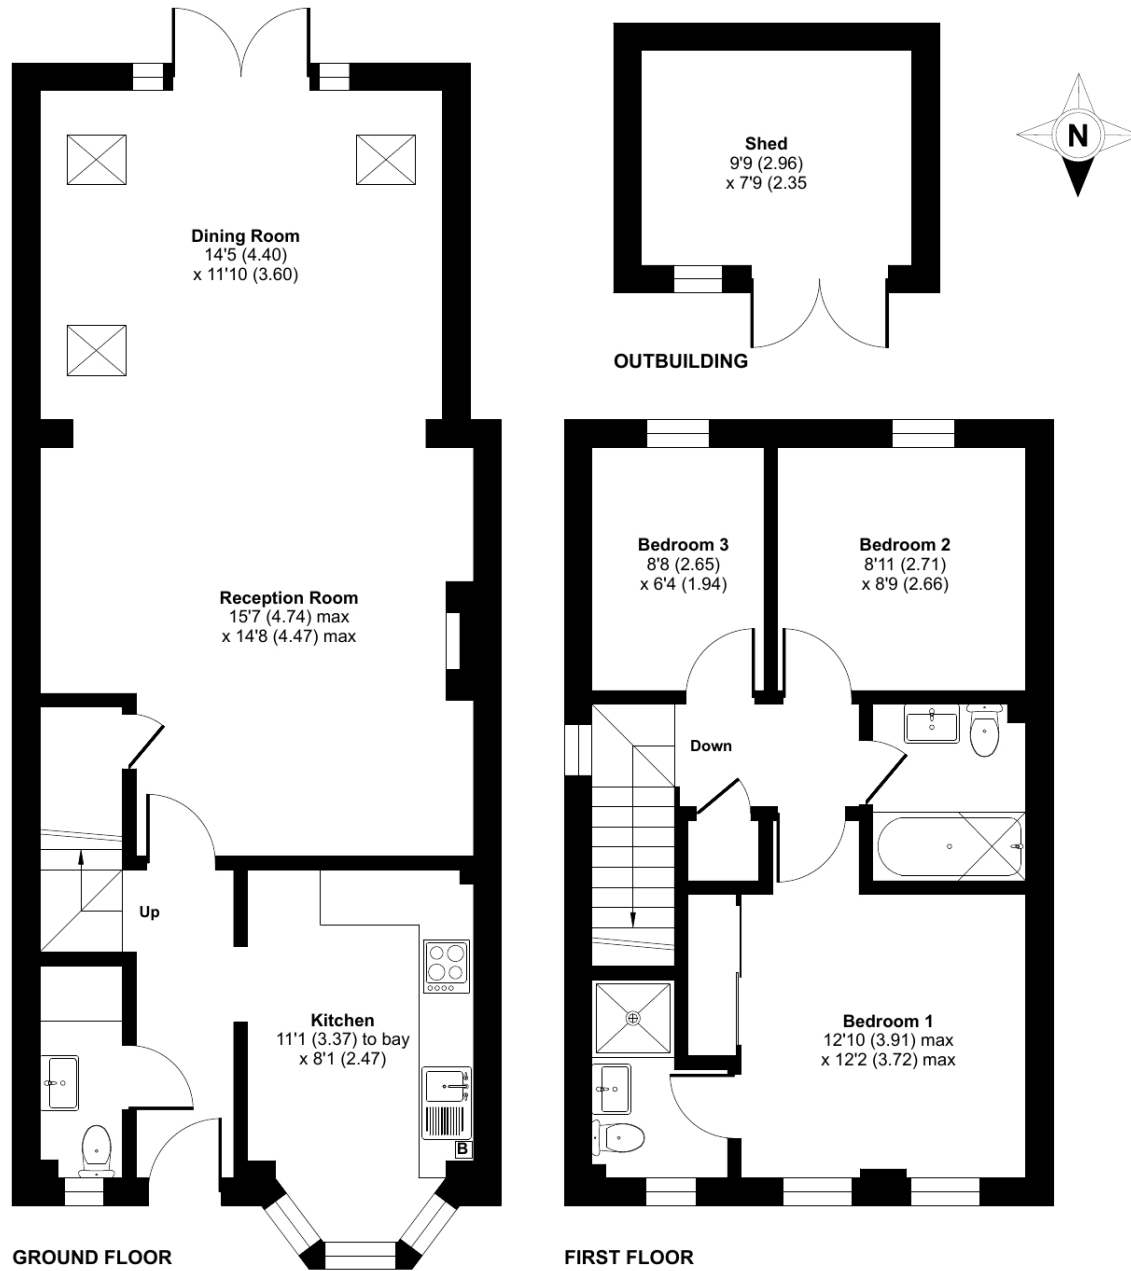 Shed
9'9 (2.96)
x 7'9 (2.35
N
OUTBUILDING
Dining Room
14'5 (4.40)
x 11'10 (3.60)
Reception Room
15'7 (4.74) max
x 14'8 (4.47) max
Up
Kitchen
11'1 (3.37) to bay
x 8'1 (2.47)
B
GROUND FLOOR
Bedroom 3
8'8 (2.65)
x 6'4 (1.94)
Bedroom 2
8'11 (2.71)
x 8'9 (2.66)
Down
Bedroom 1
12'10 (3.91) max
x 12'2 (3.72) max
FIRST FLOOR